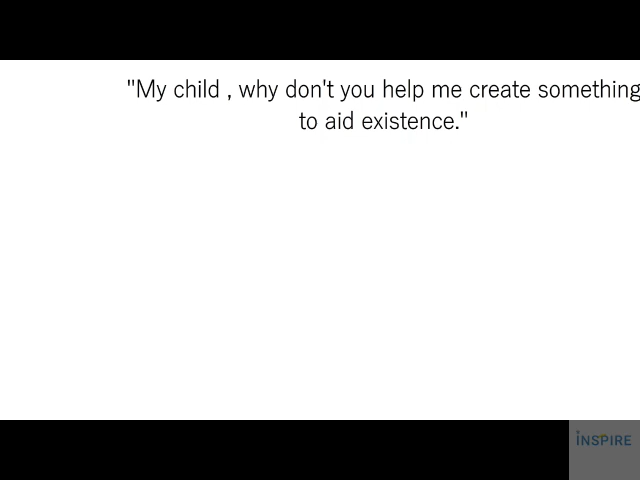 "My child , why don't you help me create something
to aid existence."
INSPIRE